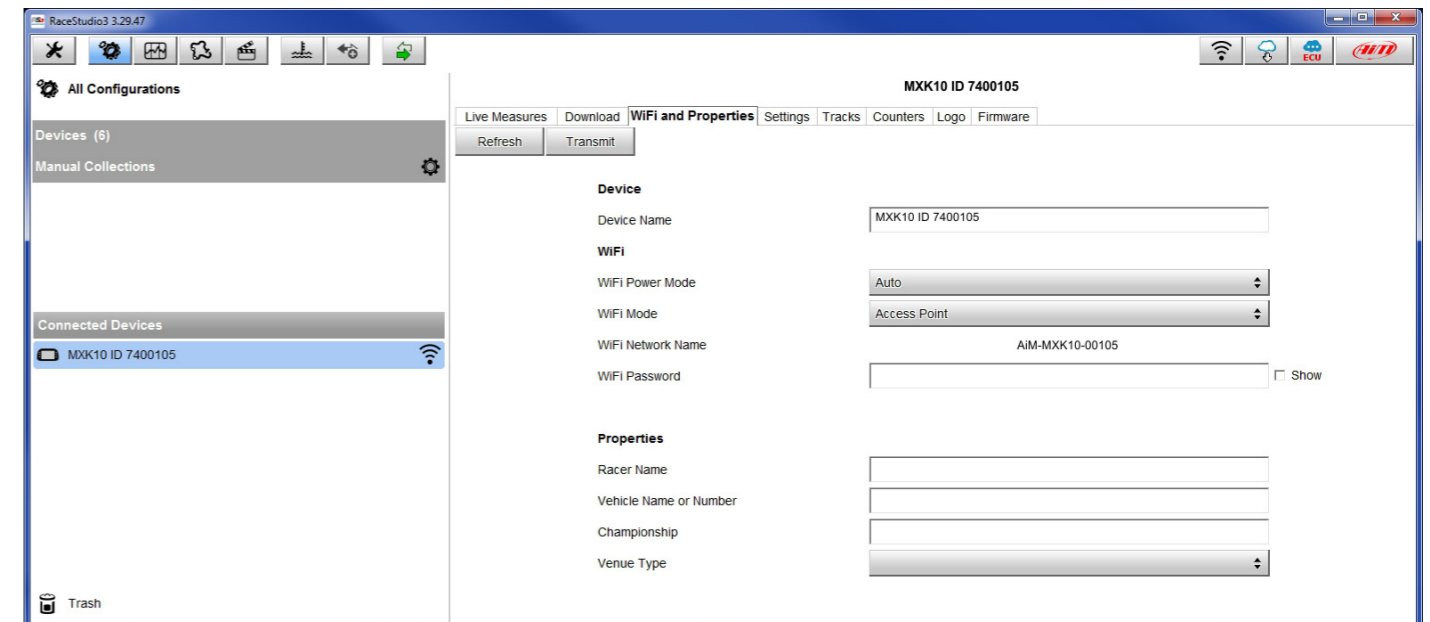 RaceStudio3 3.29.47
ECU
AiM
All Configurations
MXK10 ID 7400105
Live Measures Download WiFi and Properties Settings Tracks Counters Logo Firmware
Devices (6)
Refresh Transmit
Manual Collections
Device
Device Name MXK10 ID 7400105
WiFi
WiFi Power Mode Auto
WiFi Mode Access Point
Connected Devices
WiFi Network Name AiM-MXK10-00105
MXK10 ID 7400105
WiFi Password Show
Properties
Racer Name
Vehicle Name or Number
Championship
Venue Type
Trash